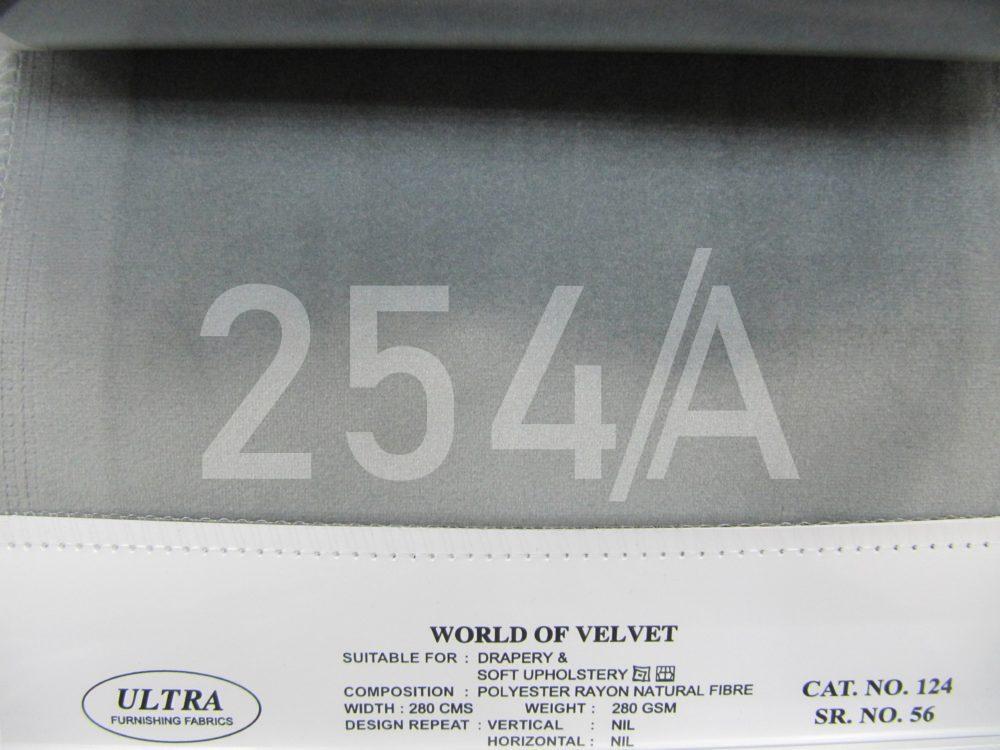 254/A
WORLD OF VELVET
SUITABLE FOR : DRAPERY &
SOFT UPHOLSTERY
COMPOSITION : POLYESTER RAYON NATURAL FIBRE
WIDTH : 280 CMS WEIGHT : 280 GSM
DESIGN REPEAT : VERTICAL : NIL
HORIZONTAL : NIL
ULTRA
FURNISHING FABRICS
CAT. NO. 124
SR. NO. 56